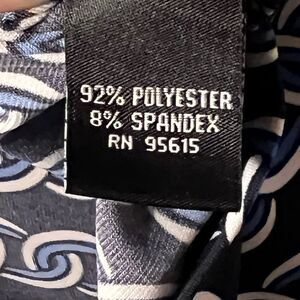 92% POLYESTER
8% SPANDEX
RN 95615